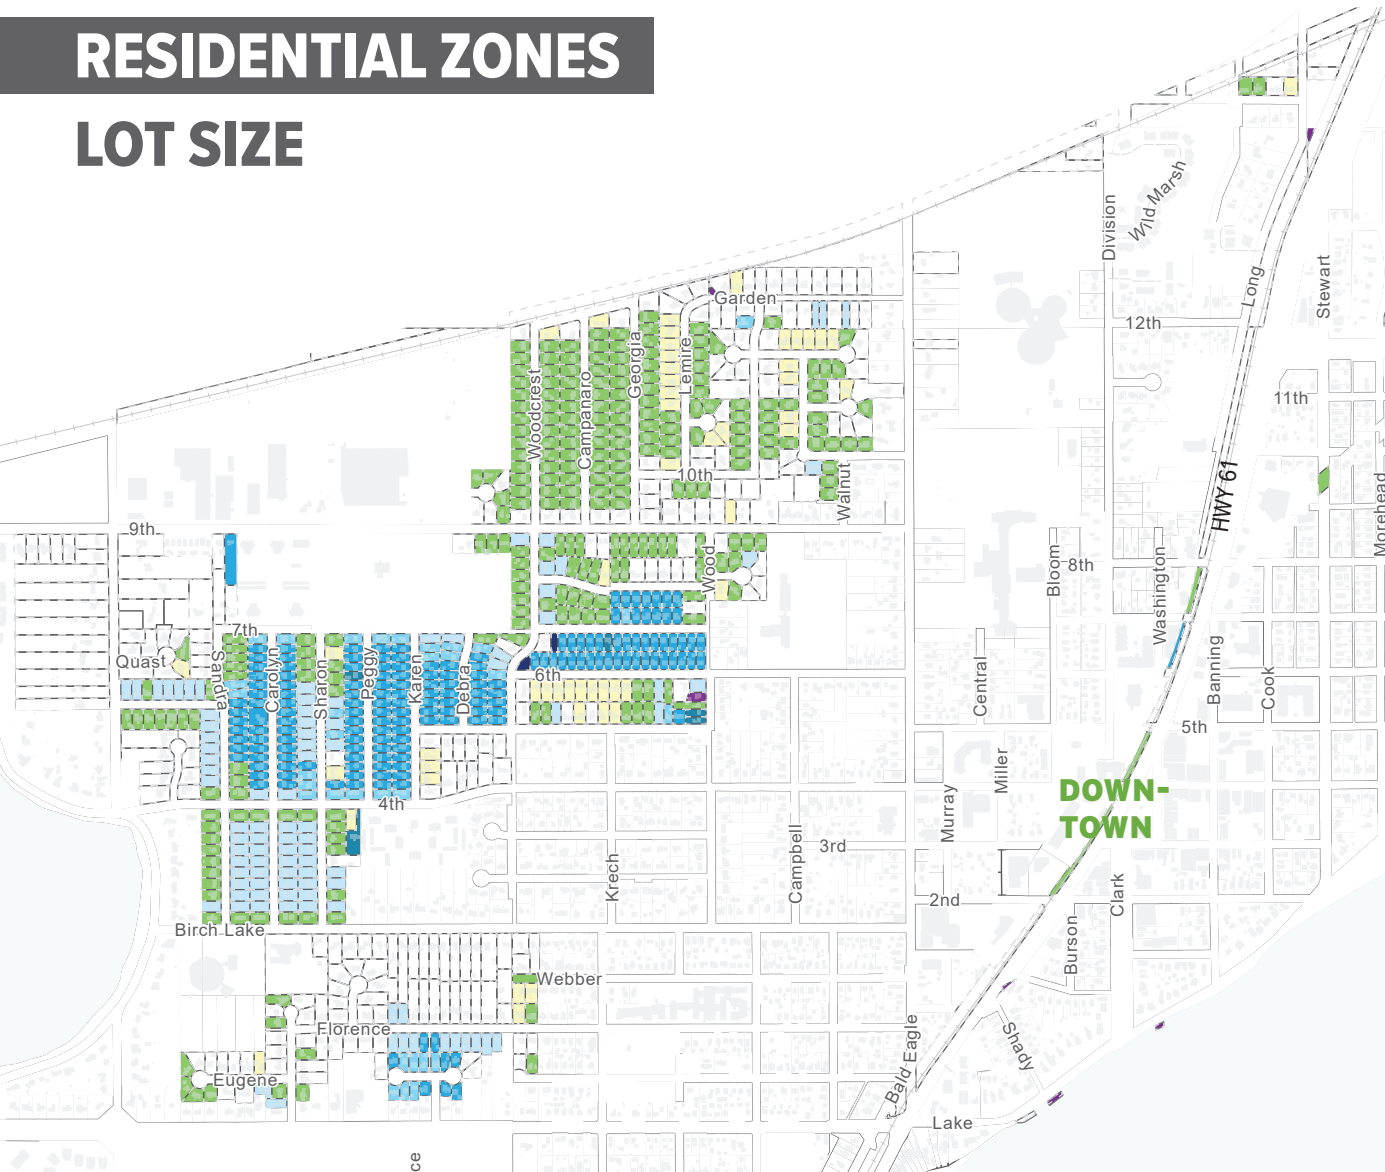 RESIDENTIAL ZONES
LOT SIZE
Wild Marsh
Division
Long
Stewart
Garden
12th
Georgia
Lemire
Woodcrest
Campanaro
11th
10th
Walnut
HWY 61
Morehead
9th
Wood
Bloom
8th
Washington
7th
Quast
Sandra
Carolyn
Sharon
Peggy
Karen
Debra
6th
Central
Banning
Cook
5th
Miller
DOWN-
TOWN
4th
Murray
3rd
Campbell
Krech
Clark
2nd
Birch Lake
Burson
Webber
Florence
Shady
Bald Eagle
Eugene
Lake
ce